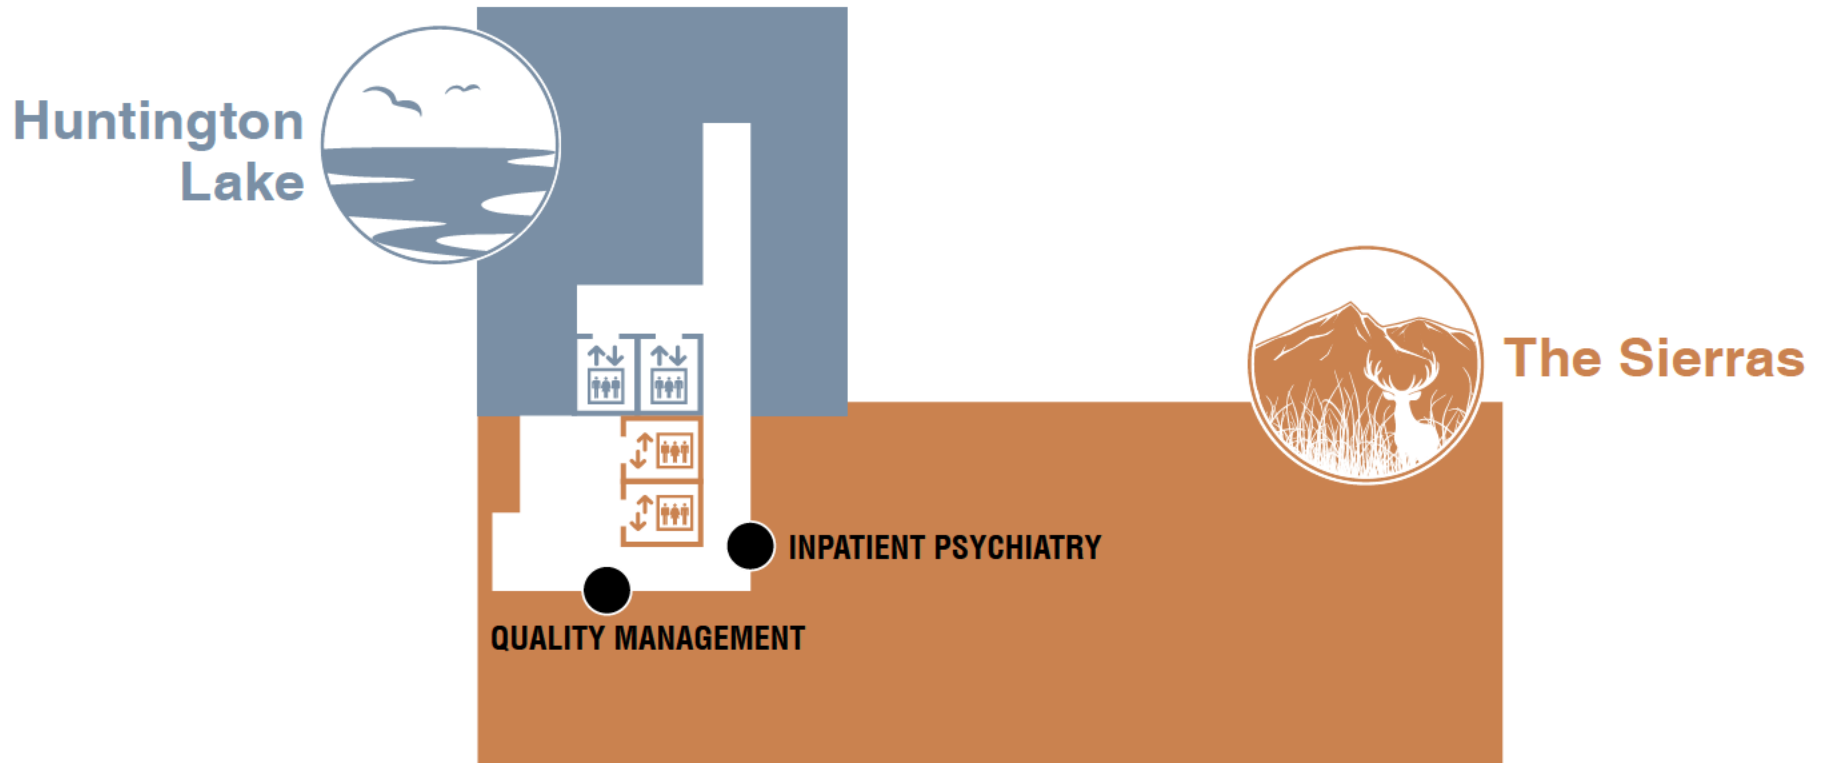 Huntington
Lake
The Sierras
INPATIENT PSYCHIATRY
QUALITY MANAGEMENT